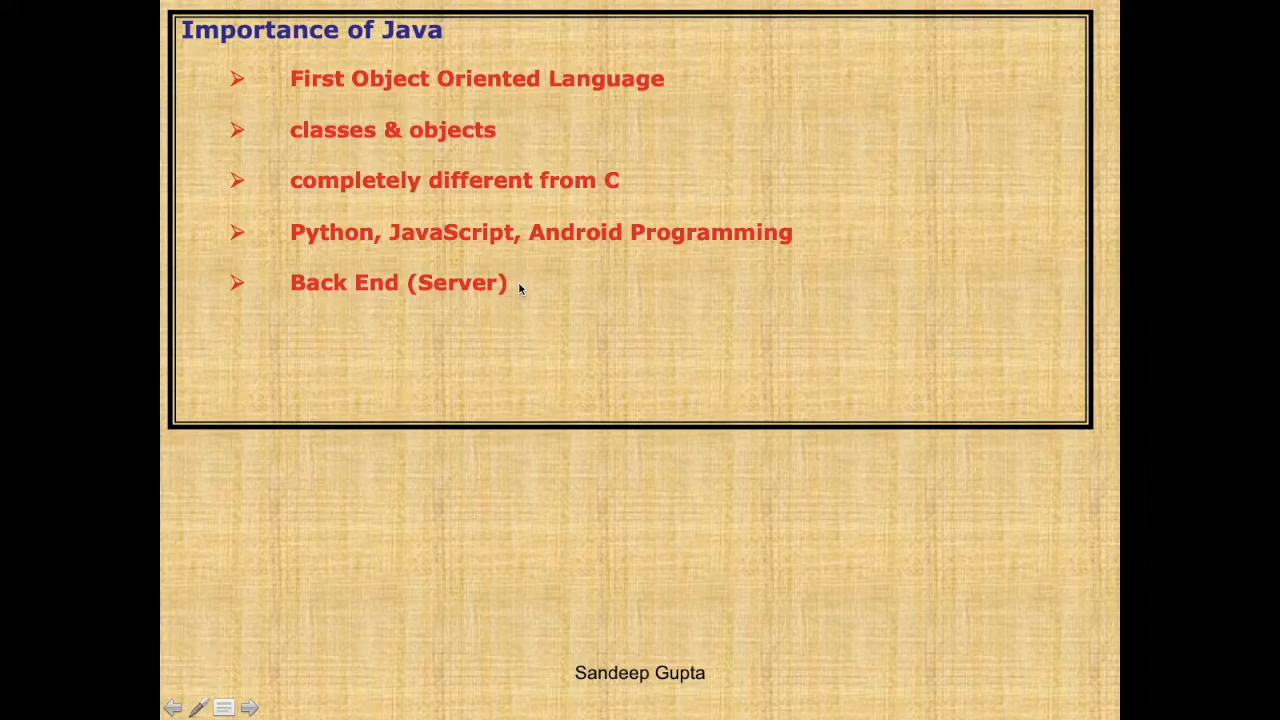 Importance of Java
First Object Oriented Language
classes & objects
completely different from C
Python, JavaScript, Android Programming
Back End (Server)
Sandeep Gupta